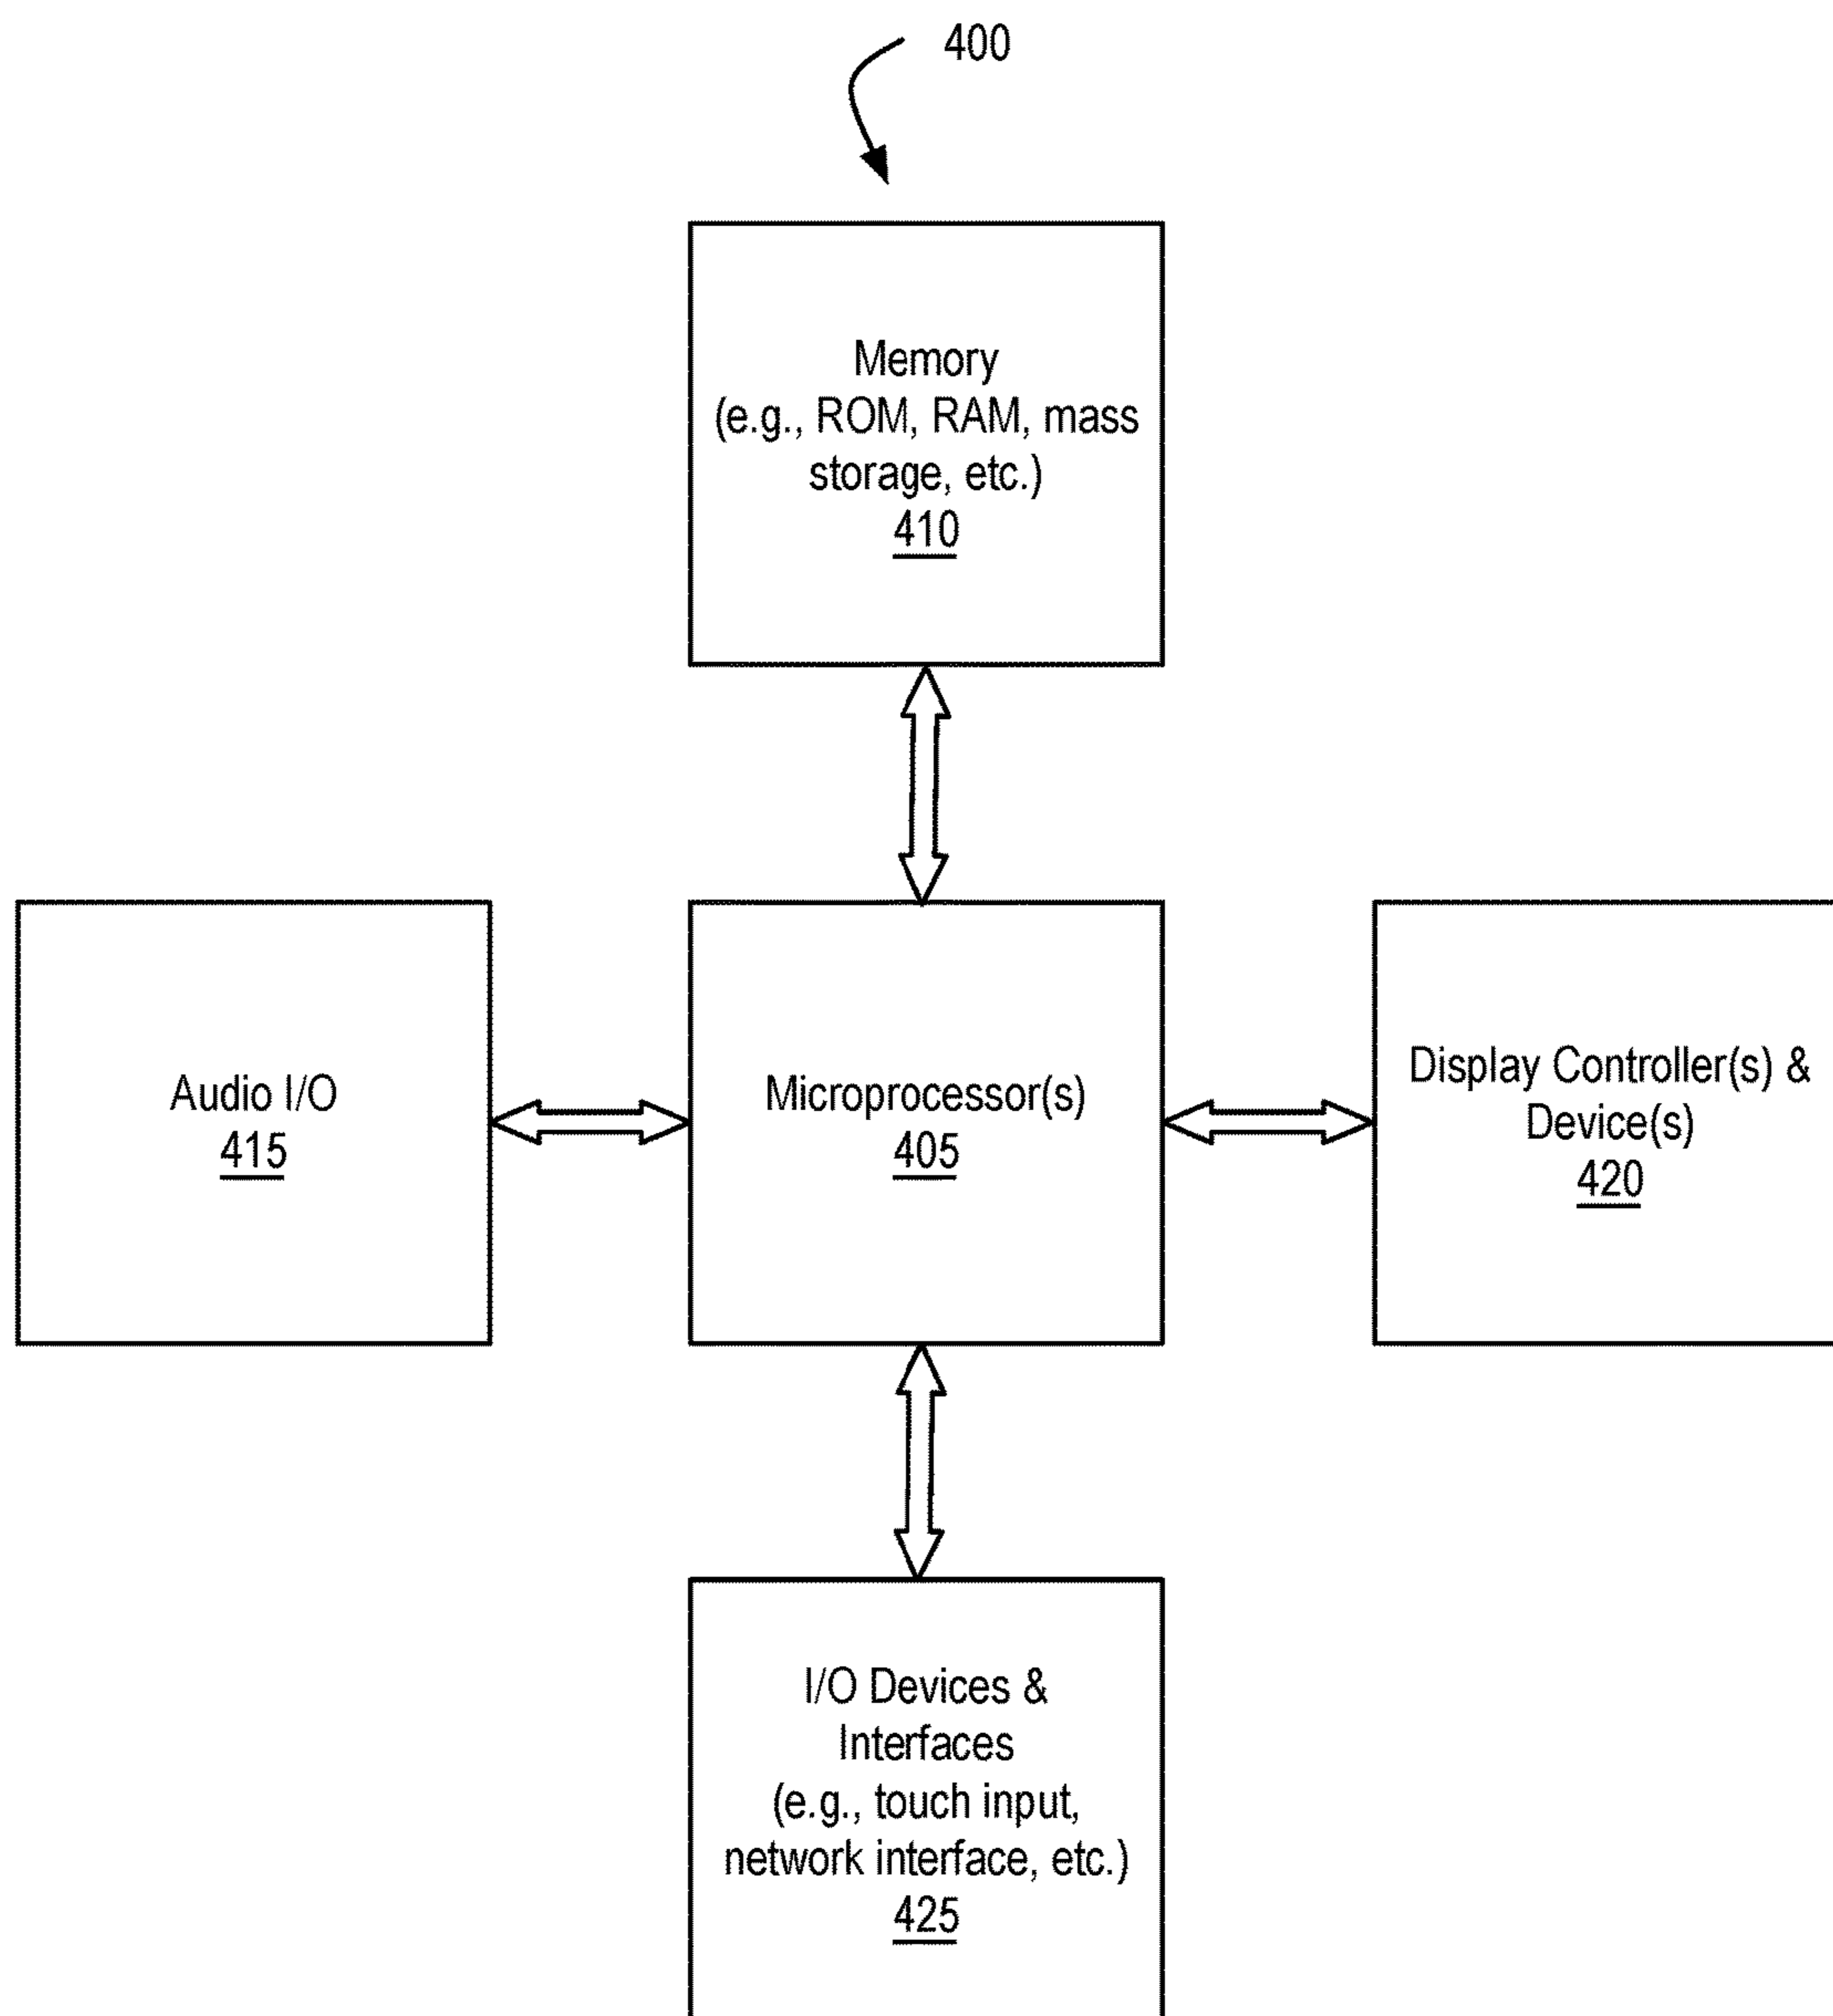 400
Memory
(e.g., ROM, RAM, mass
storage, etc.)
410
Audio I/O
415
Microprocessor(s)
405
Display Controller(s) &
Device(s)
420
I/O Devices &
Interfaces
(e.g., touch input,
network interface, etc.)
425